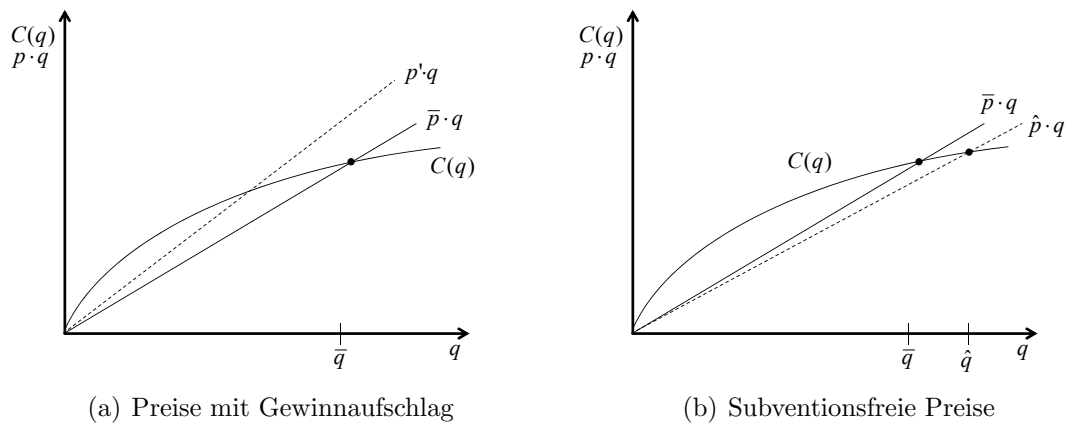 C(q)
p · q
p'·q
p̅ · q
C(q)
q̅
q
(a) Preise mit Gewinnaufschlag
C(q)
p · q
p̅ · q
p̂ · q
C(q)
q̅
q̂
q
(b) Subventionsfreie Preise